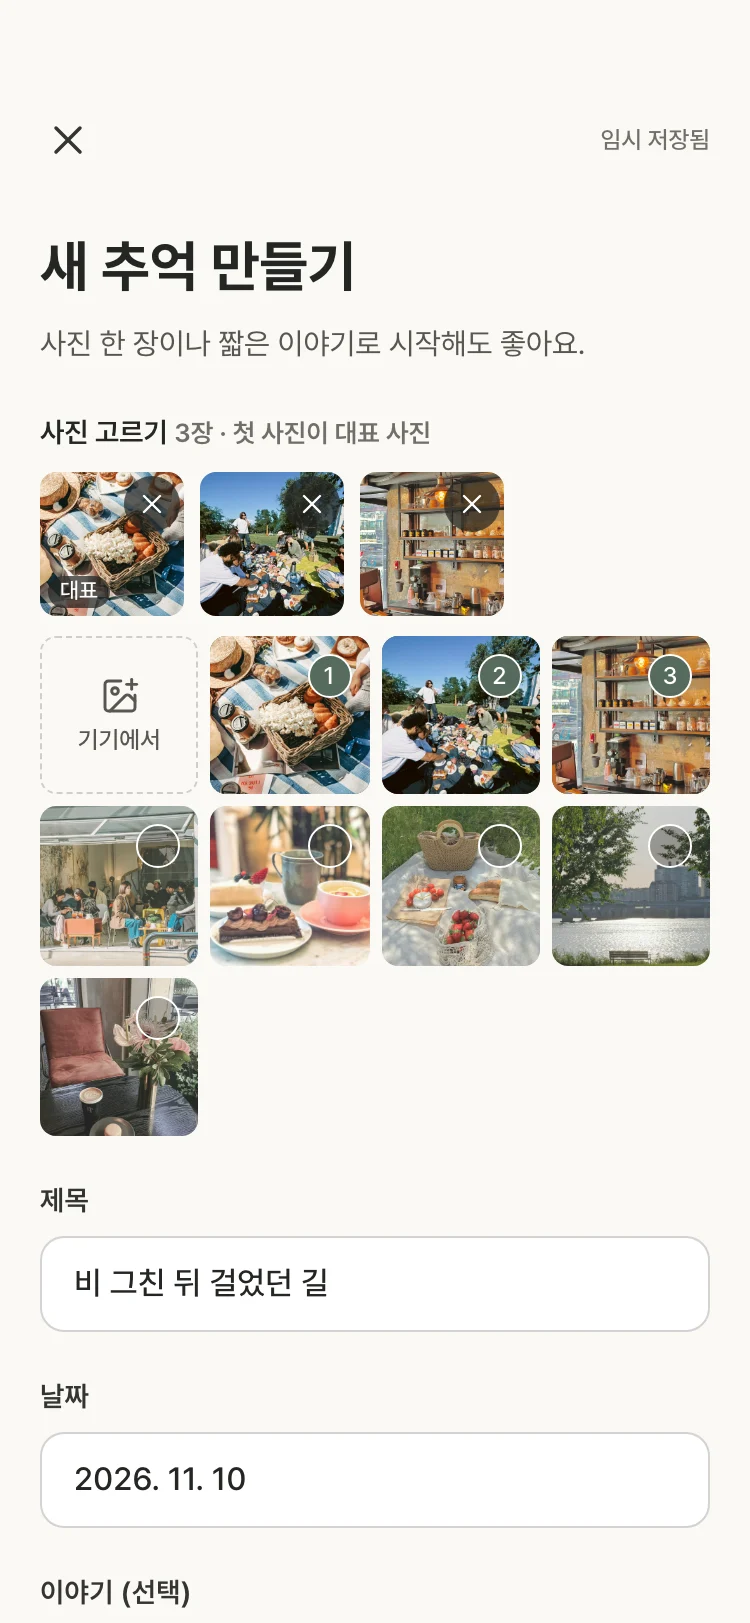 임시 저장됨
새 추억 만들기
사진 한 장이나 짧은 이야기로 시작해도 좋아요.
사진 고르기 3장 · 첫 사진이 대표 사진
대표
기기에서
1
2
3
제목
비 그친 뒤 걸었던 길
날짜
2026. 11. 10
이야기 (선택)